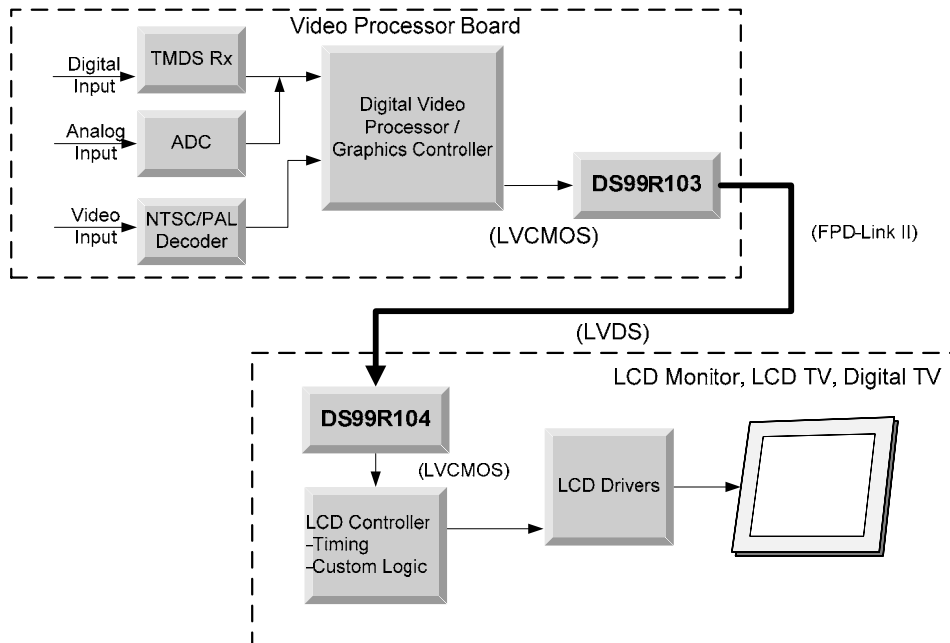 Video Processor Board
Digital
Input
TMDS Rx
Analog
Input
ADC
Video
Input
NTSC/PAL
Decoder
Digital Video
Processor /
Graphics Controller
DS99R103
(LVCMOS)
(FPD-Link II)
(LVDS)
LCD Monitor, LCD TV, Digital TV
DS99R104
(LVCMOS)
LCD Controller
–Timing
–Custom Logic
LCD Drivers